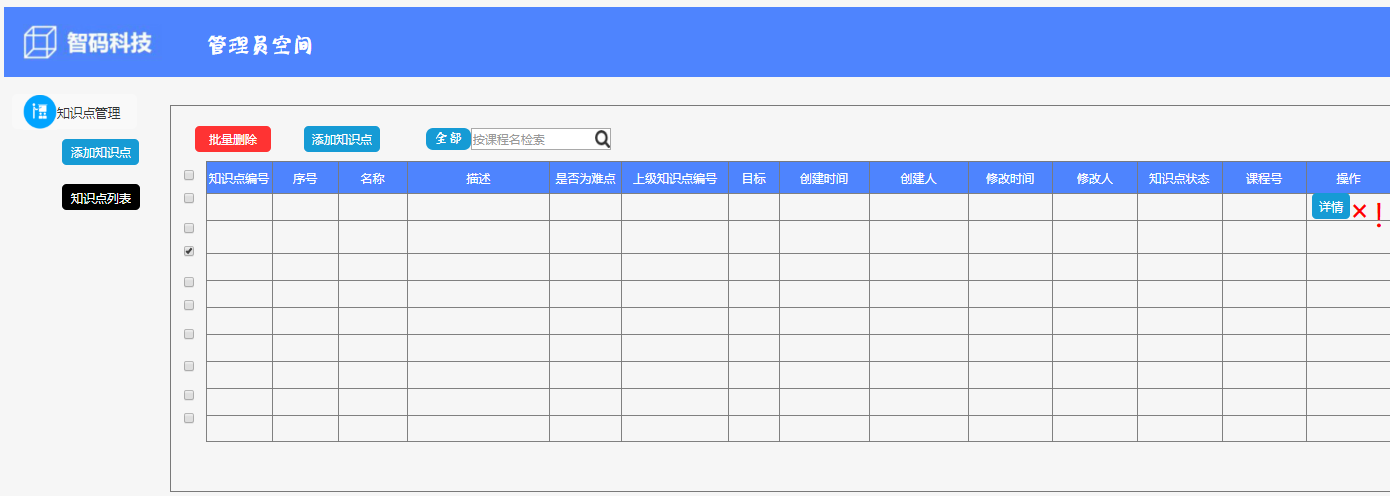 智码科技 管理员空间
知识点管理
添加知识点
知识点列表
批量删除 添加知识点 全部 按课程名检索
知识点编号 序号 名称 描述 是否为难点 上级知识点编号 目标 创建时间 创建人 修改时间 修改人 知识点状态 课程号 操作
详情 × !